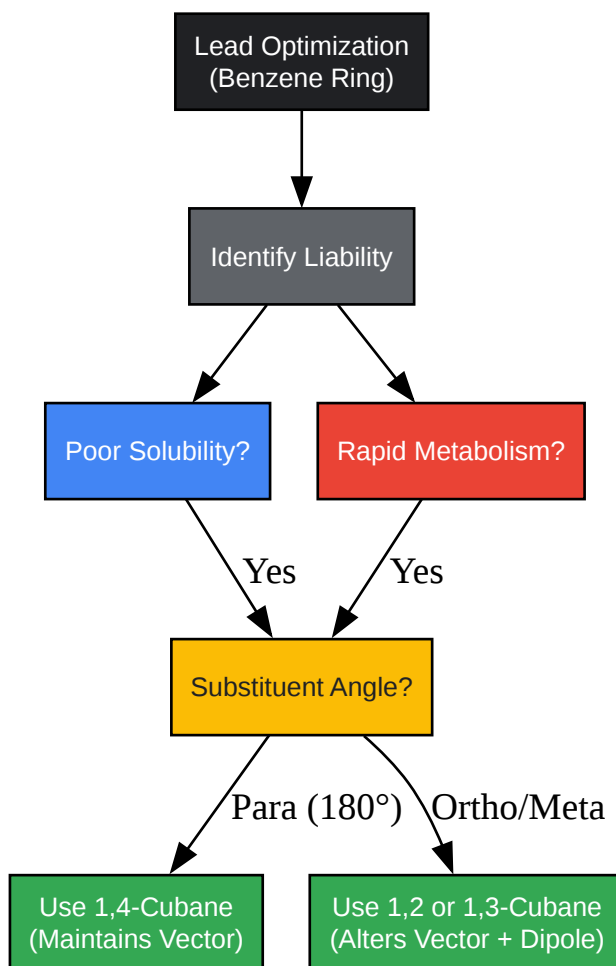 Lead Optimization
(Benzene Ring)
Identify Liability
Poor Solubility?
Rapid Metabolism?
Yes
Yes
Substituent Angle?
Para (180°)
Ortho/Meta
Use 1,4-Cubane
(Maintains Vector)
Use 1,2 or 1,3-Cubane
(Alters Vector + Dipole)